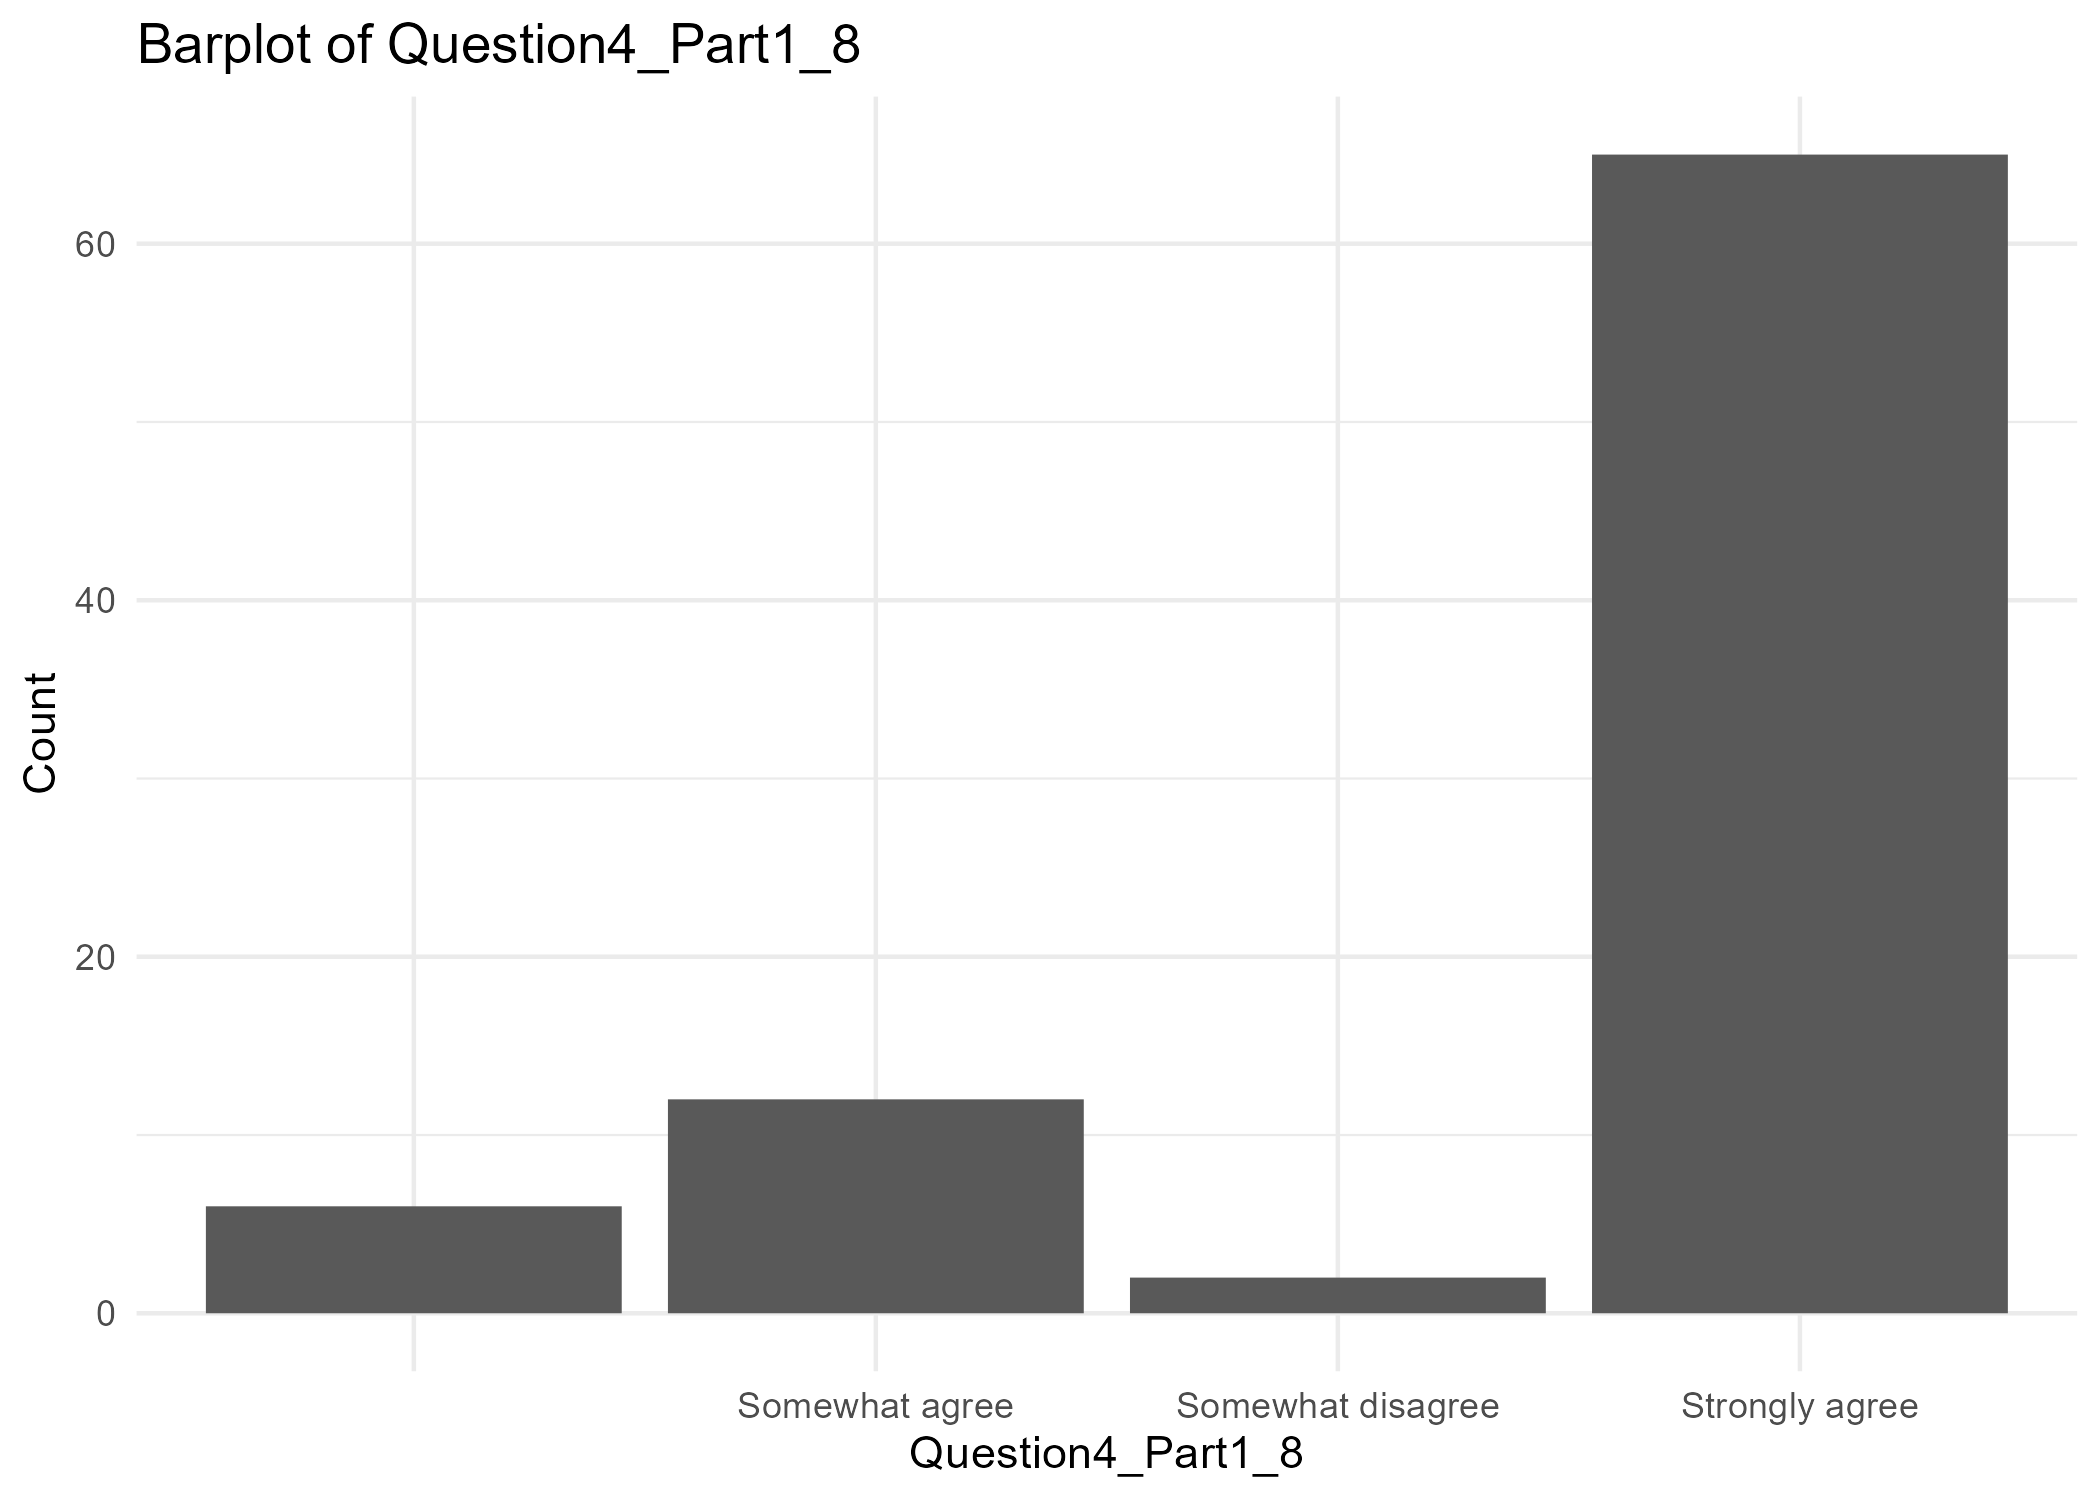 Barplot of Question4_Part1_8
60
40
20
0
Count
Somewhat agree
Somewhat disagree
Strongly agree
Question4_Part1_8